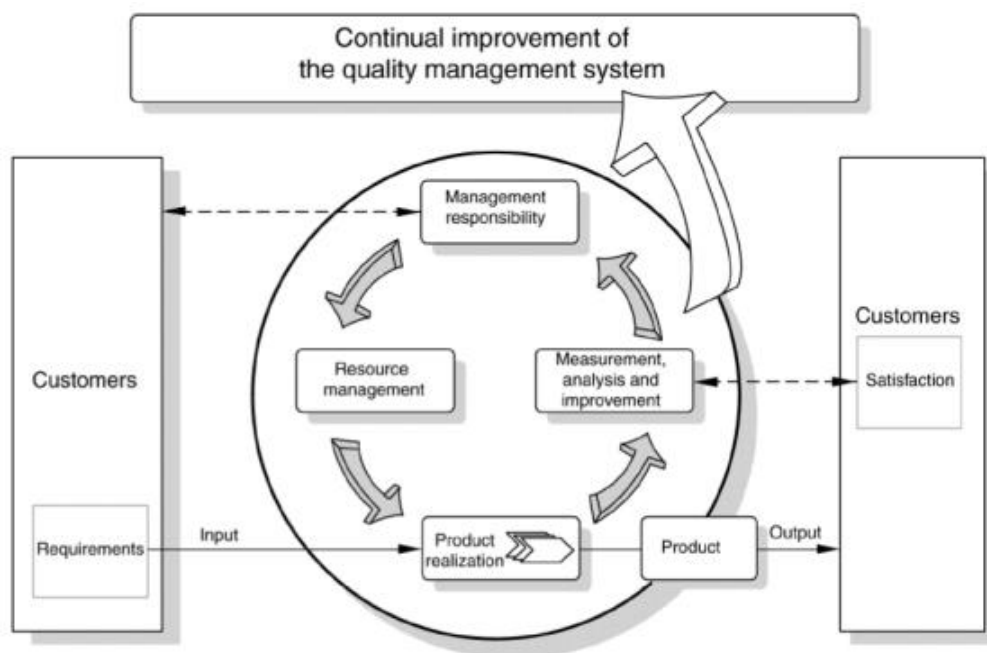 Continual improvement of
the quality management system
Management
responsibility
Customers
Resource
management
Measurement,
analysis and
improvement
Customers
Satisfaction
Requirements
Input
Product
realization
Product
Output